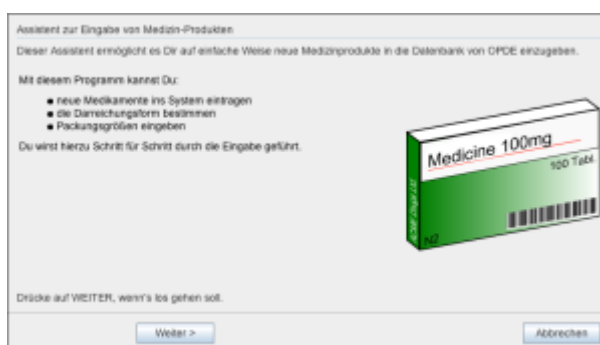 Assistent zur Eingabe von Medizin-Produkten
Dieser Assistent ermöglicht es Dir auf einfache Weise neue Medizinprodukte in die Datenbank von OPDE einzugeben.
Mit diesem Programm kannst Du:
neue Medikamente ins System eintragen
die Darreichungsform bestimmen
Packungsgrößen eingeben
Du wirst hierzu Schritt für Schritt durch die Eingabe geführt.
Medicine 100mg
100 Tabl.
N2
Drücke auf WEITER, wenn's los gehen soll.
Weiter >
Abbrechen